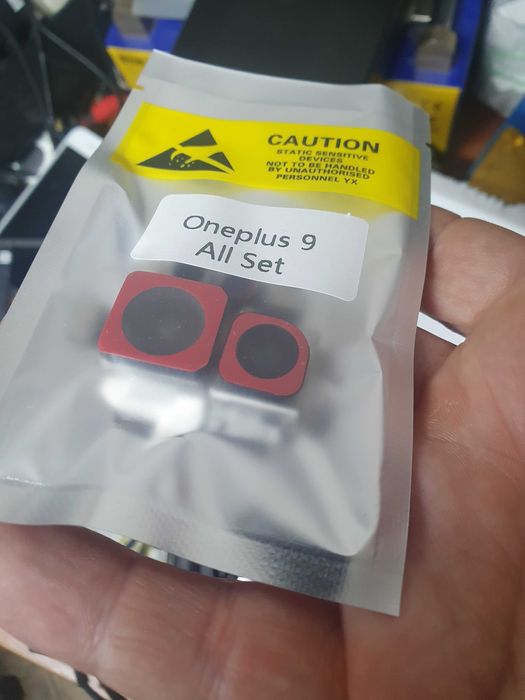 CAUTION
STATIC SENSITIVE
DEVICES
NOT TO BE HANDLED
BY UNAUTHORISED
PERSONNEL YX
Oneplus 9
All Set